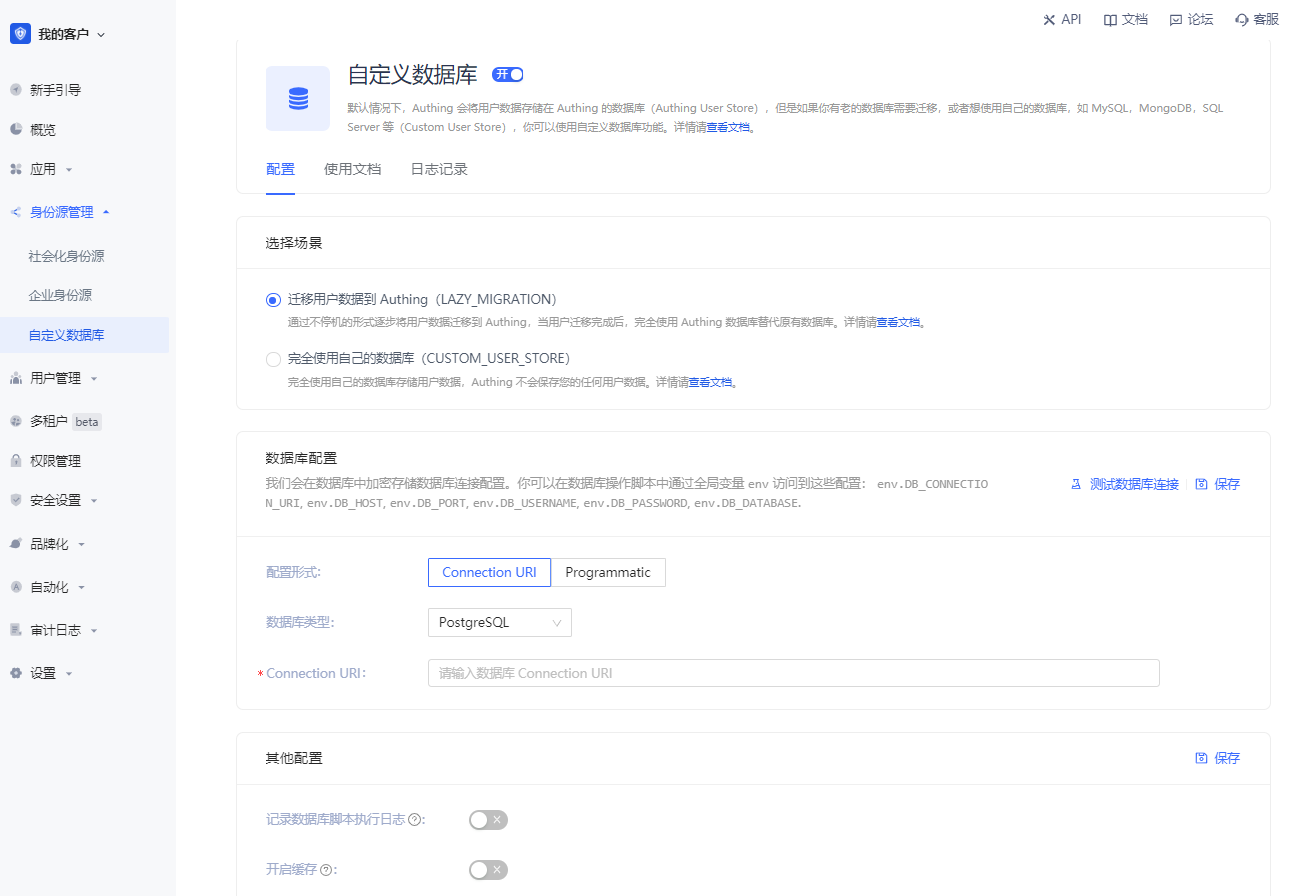 我的客户
API 文档 论坛 客服
新手引导
概览
应用
身份源管理
社会化身份源
企业身份源
自定义数据库
用户管理
多租户 beta
权限管理
安全设置
品牌化
自动化
审计日志
设置
自定义数据库 开
默认情况下，Authing 会将用户数据存储在 Authing 的数据库（Authing User Store），但是如果你有老的数据库需要迁移，或者想使用自己的数据库，如 MySQL，MongoDB，SQL
Server 等（Custom User Store），你可以使用自定义数据库功能。详情请查看文档。
配置 使用文档 日志记录
选择场景
迁移用户数据到 Authing（LAZY_MIGRATION）
通过不停机的形式逐步将用户数据迁移到 Authing，当用户迁移完成后，完全使用 Authing 数据库替代原有数据库。详情请查看文档。
完全使用自己的数据库（CUSTOM_USER_STORE）
完全使用自己的数据库存储用户数据，Authing 不会保存您的任何用户数据。详情请查看文档。
数据库配置
我们会在数据库中加密存储数据库连接配置。你可以在数据库操作脚本中通过全局变量 env 访问到这些配置： env.DB_CONNECTIO
N_URI, env.DB_HOST, env.DB_PORT, env.DB_USERNAME, env.DB_PASSWORD, env.DB_DATABASE.
测试数据库连接 保存
配置形式: Connection URI Programmatic
数据库类型: PostgreSQL
* Connection URI: 请输入数据库 Connection URI
其他配置 保存
记录数据库脚本执行日志 ? :
开启缓存 ? :